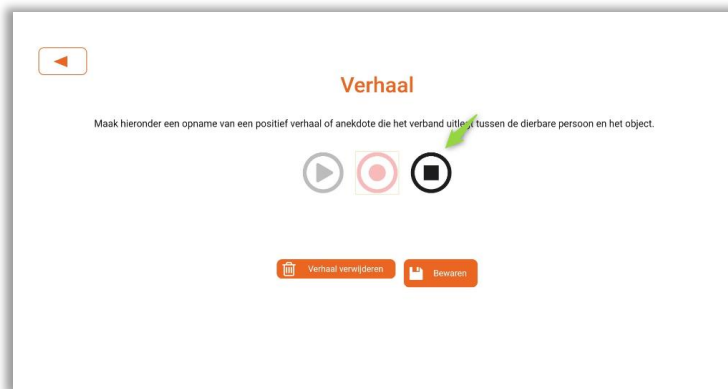 Verhaal
Maak hieronder een opname van een positief verhaal of anekdote die het verband uitlegt tussen de dierbare persoon en het object.
Verhaal verwijderen
Bewaren